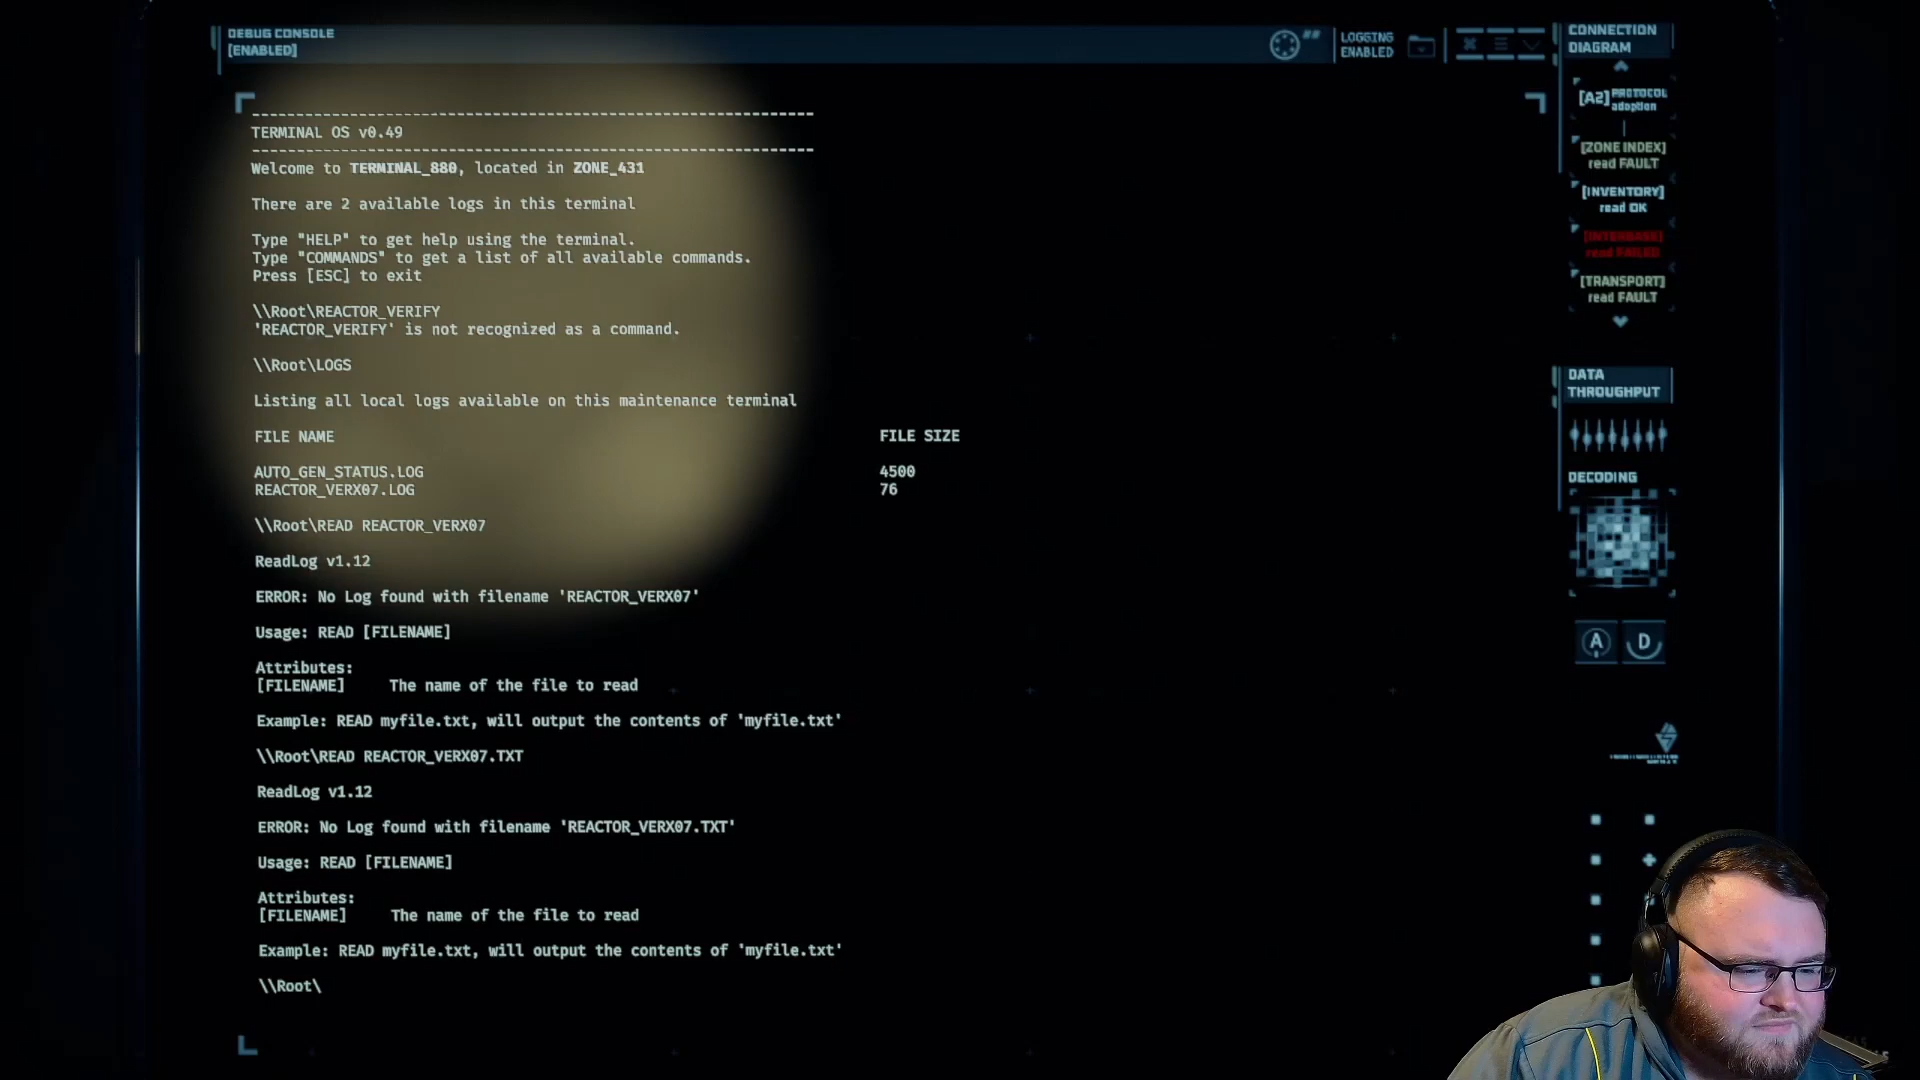 DEBUG CONSOLE
[ENABLED]
LOGGING
ENABLED
--------------------------------------------------------------
TERMINAL OS v0.49
--------------------------------------------------------------
Welcome to TERMINAL_880, located in ZONE_431
There are 2 available logs in this terminal
Type "HELP" to get help using the terminal.
Type "COMMANDS" to get a list of all available commands.
Press [ESC] to exit
\\Root\REACTOR_VERIFY
'REACTOR_VERIFY' is not recognized as a command.
\\Root\LOGS
Listing all local logs available on this maintenance terminal
FILE NAME FILE SIZE
AUTO_GEN_STATUS.LOG 4500
REACTOR_VERX07.LOG 76
\\Root\READ REACTOR_VERX07
ReadLog v1.12
ERROR: No Log found with filename 'REACTOR_VERX07'
Usage: READ [FILENAME]
Attributes:
[FILENAME] The name of the file to read
Example: READ myfile.txt, will output the contents of 'myfile.txt'
\\Root\READ REACTOR_VERX07.TXT
ReadLog v1.12
ERROR: No Log found with filename 'REACTOR_VERX07.TXT'
Usage: READ [FILENAME]
Attributes:
[FILENAME] The name of the file to read
Example: READ myfile.txt, will output the contents of 'myfile.txt'
\\Root\
CONNECTION
DIAGRAM
[A2] PROTOCOL
adoption
[ZONE INDEX]
read FAULT
[INVENTORY]
read OK
read FAILED
[TRANSPORT]
read FAULT
DATA
THROUGHPUT
DECODING
A D